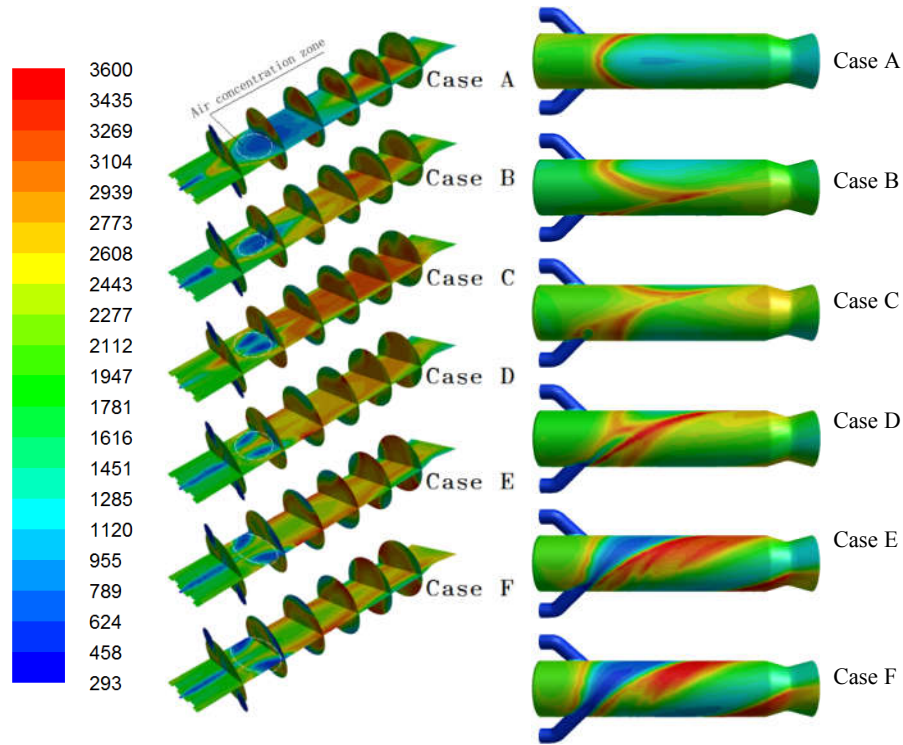 3600
3435
3269
3104
2939
2773
2608
2443
2277
2112
1947
1781
1616
1451
1285
1120
955
789
624
458
293
Air concentration zone
Case A
Case B
Case C
Case D
Case E
Case F
Case A
Case B
Case C
Case D
Case E
Case F